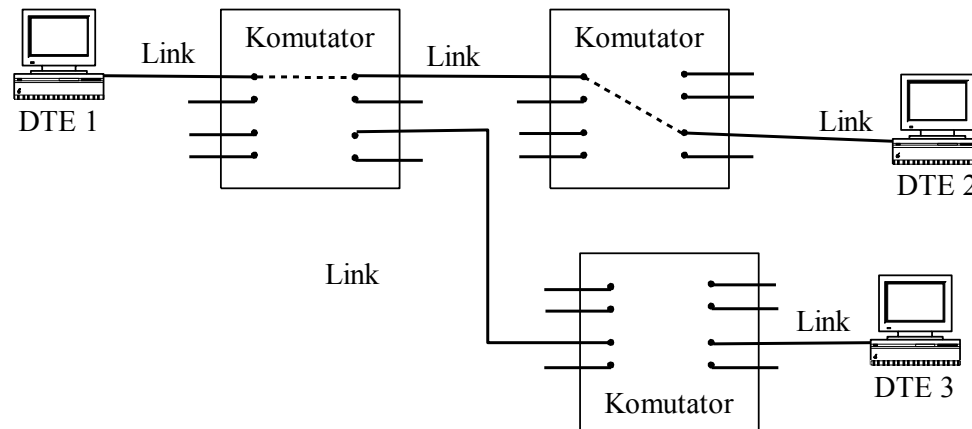 Komutator
Komutator
Link
Link
DTE 1
Link
DTE 2
Link
Link
DTE 3
Komutator